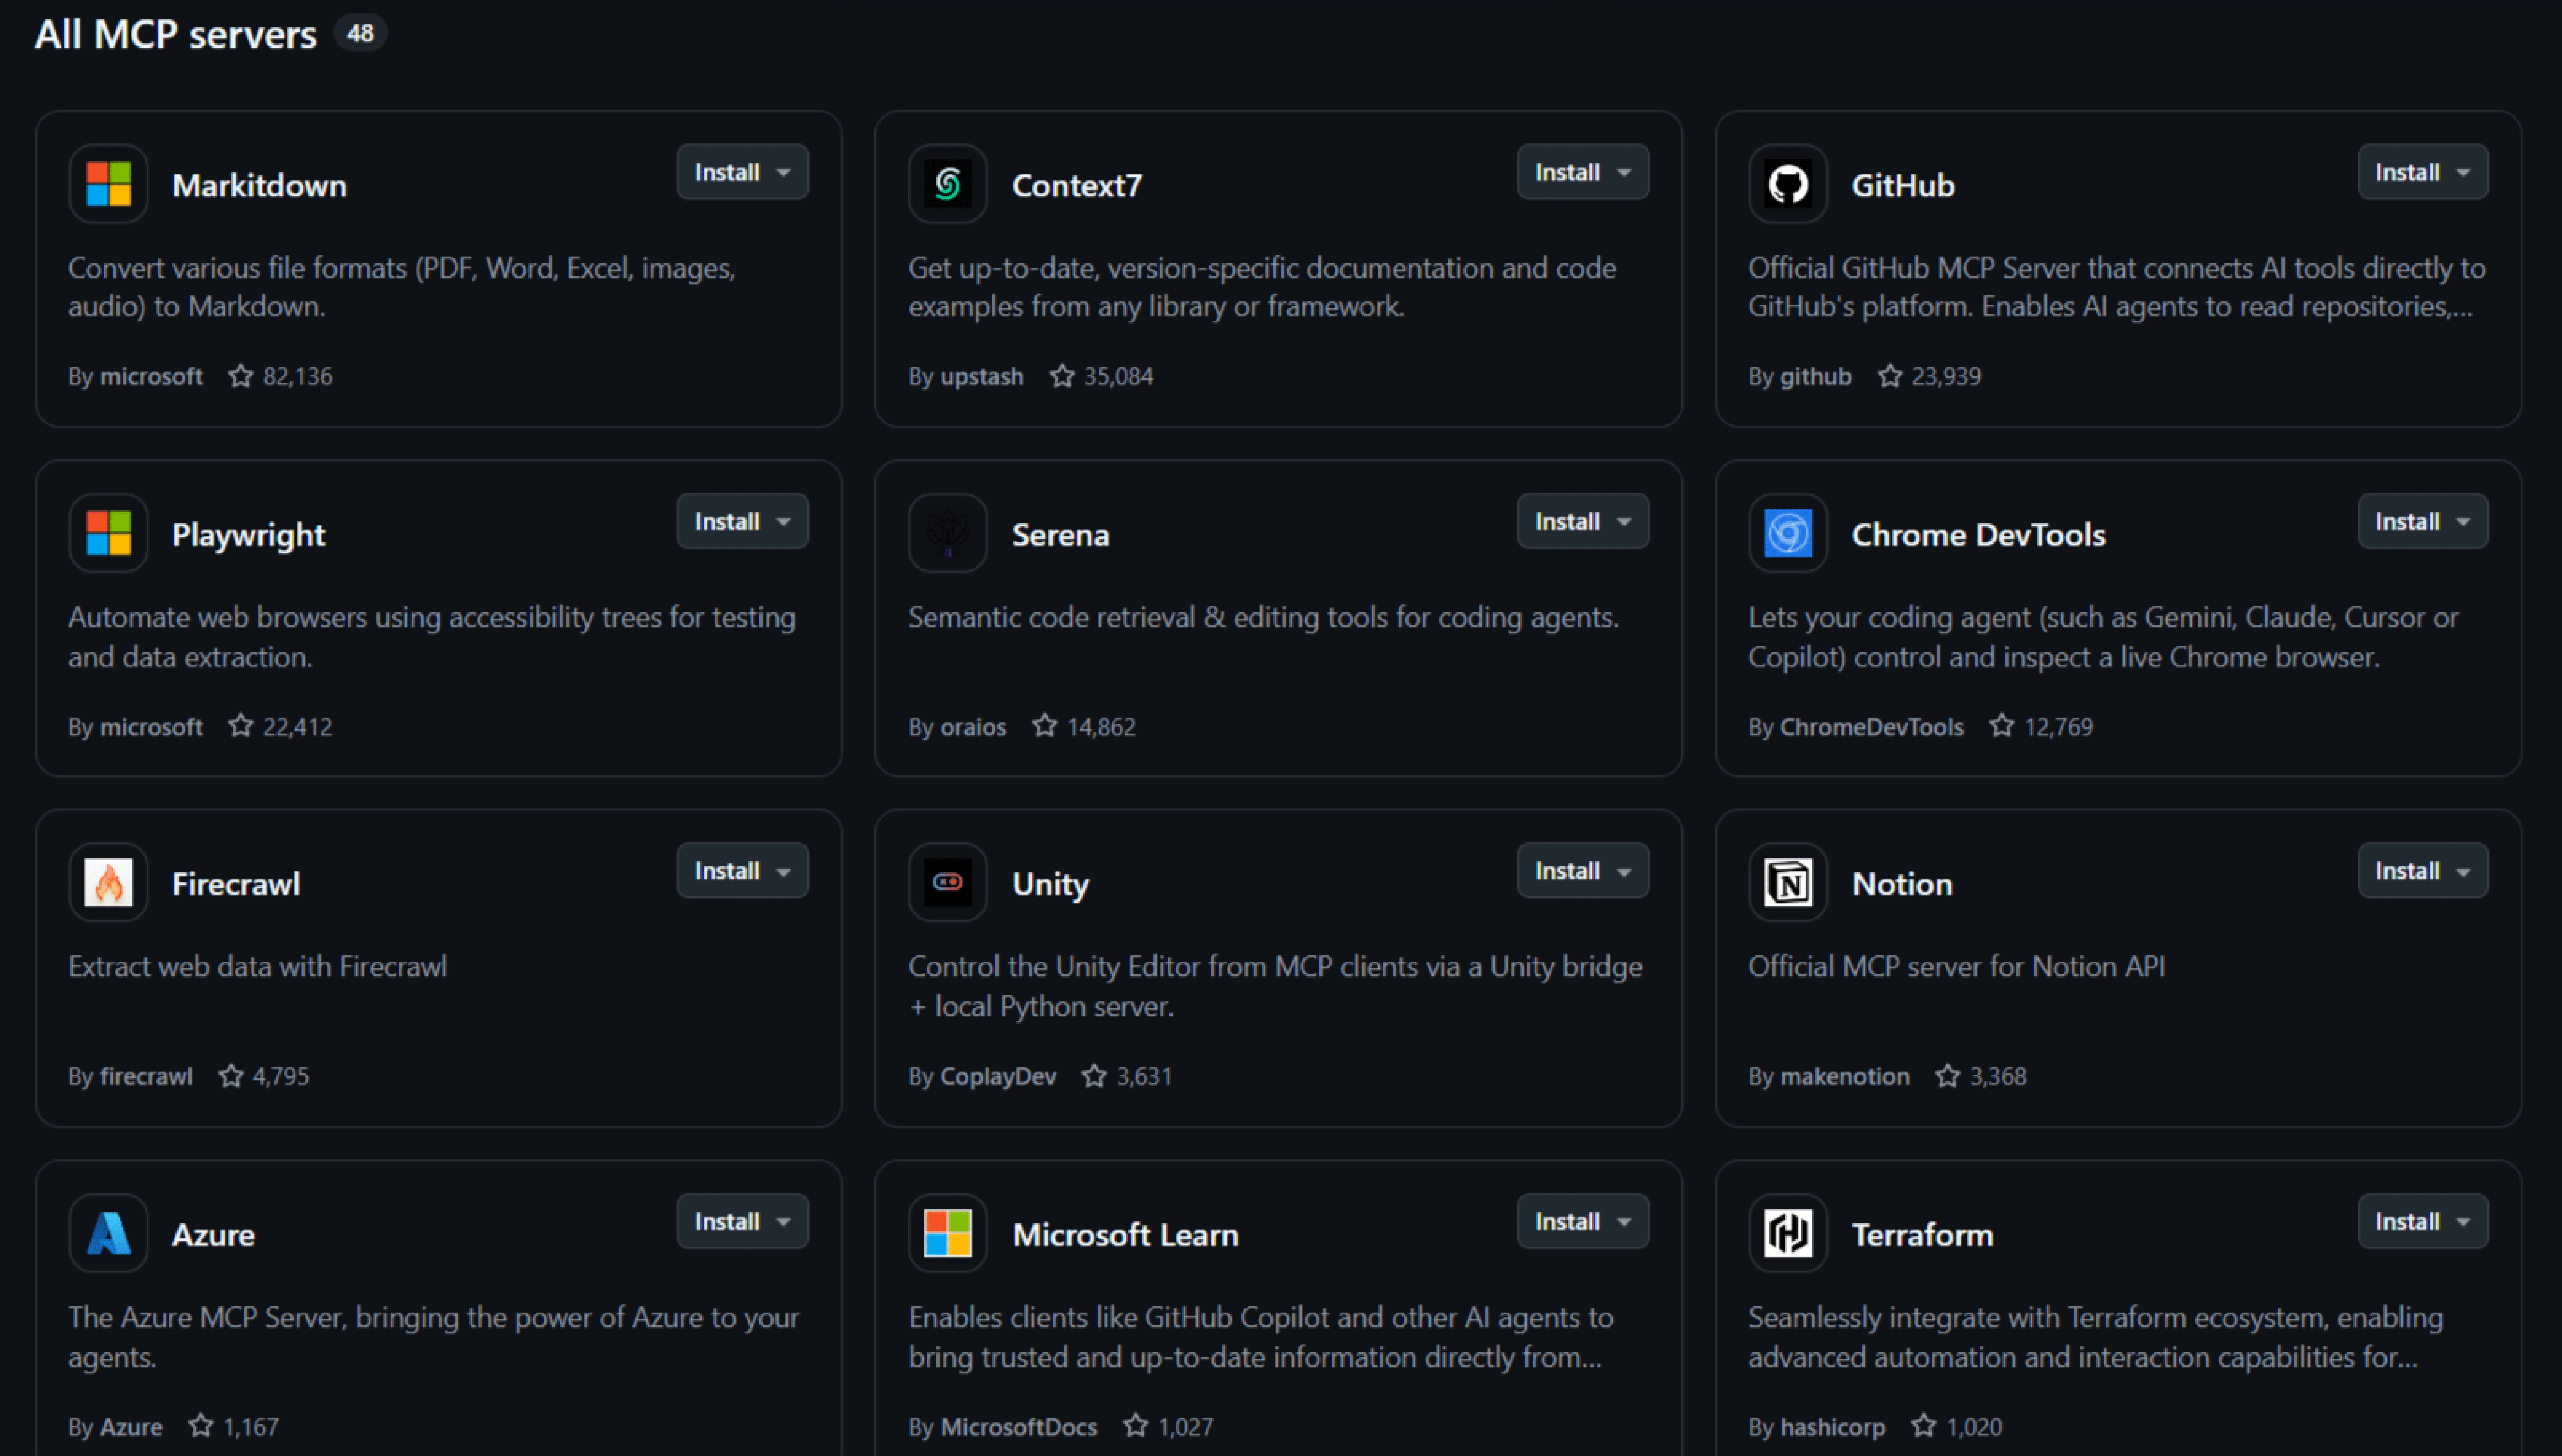 All MCP servers 48
Markitdown
Install
Convert various file formats (PDF, Word, Excel, images,
audio) to Markdown.
By microsoft 82,136
Context7
Install
Get up-to-date, version-specific documentation and code
examples from any library or framework.
By upstash 35,084
GitHub
Install
Official GitHub MCP Server that connects AI tools directly to
GitHub's platform. Enables AI agents to read repositories,...
By github 23,939
Playwright
Install
Automate web browsers using accessibility trees for testing
and data extraction.
By microsoft 22,412
Serena
Install
Semantic code retrieval & editing tools for coding agents.
By oraios 14,862
Chrome DevTools
Install
Lets your coding agent (such as Gemini, Claude, Cursor or
Copilot) control and inspect a live Chrome browser.
By ChromeDevTools 12,769
Firecrawl
Install
Extract web data with Firecrawl
By firecrawl 4,795
Unity
Install
Control the Unity Editor from MCP clients via a Unity bridge
+ local Python server.
By CoplayDev 3,631
Notion
Install
Official MCP server for Notion API
By makenotion 3,368
Azure
Install
The Azure MCP Server, bringing the power of Azure to your
agents.
By Azure 1,167
Microsoft Learn
Install
Enables clients like GitHub Copilot and other AI agents to
bring trusted and up-to-date information directly from...
By MicrosoftDocs 1,027
Terraform
Install
Seamlessly integrate with Terraform ecosystem, enabling
advanced automation and interaction capabilities for...
By hashicorp 1,020